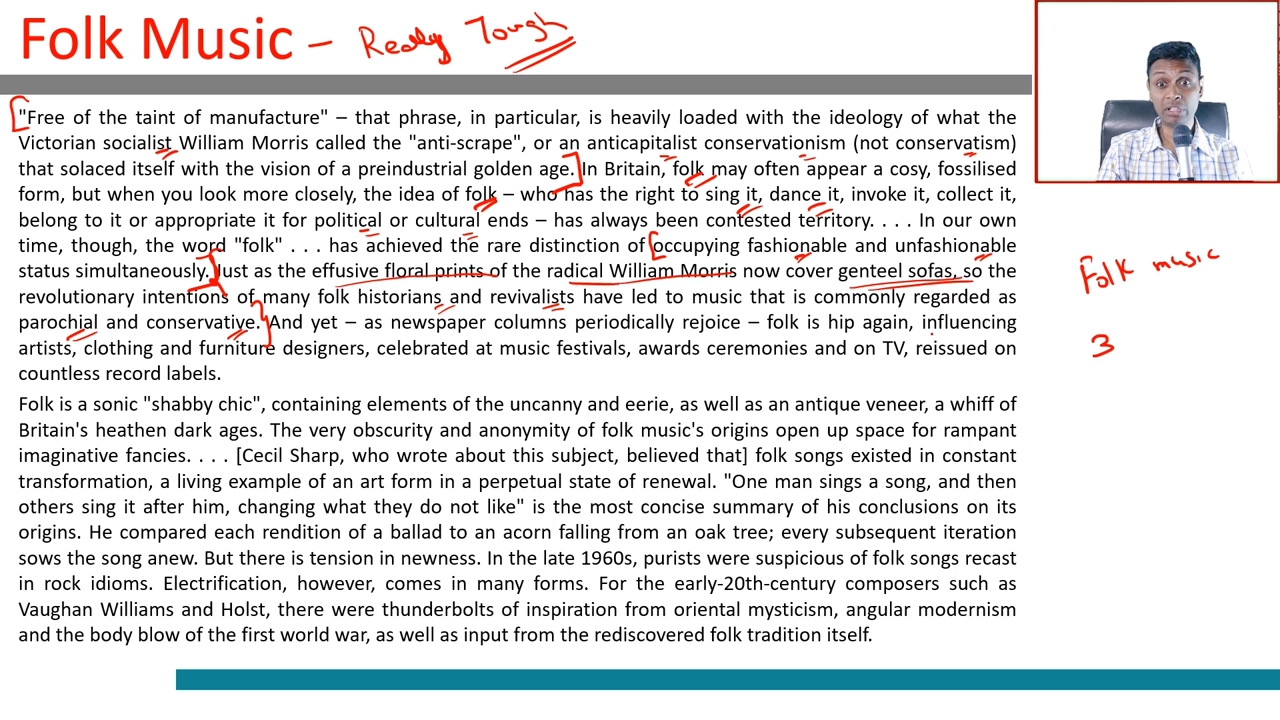 Folk Music – Really Tough
"Free of the taint of manufacture" – that phrase, in particular, is heavily loaded with the ideology of what the
Victorian socialist William Morris called the "anti-scrape", or an anticapitalist conservationism (not conservatism)
that solaced itself with the vision of a preindustrial golden age. In Britain, folk may often appear a cosy, fossilised
form, but when you look more closely, the idea of folk – who has the right to sing it, dance it, invoke it, collect it,
belong to it or appropriate it for political or cultural ends – has always been contested territory. . . . In our own
time, though, the word "folk" . . . has achieved the rare distinction of occupying fashionable and unfashionable
status simultaneously. Just as the effusive floral prints of the radical William Morris now cover genteel sofas, so the
revolutionary intentions of many folk historians and revivalists have led to music that is commonly regarded as
parochial and conservative. And yet – as newspaper columns periodically rejoice – folk is hip again, influencing
artists, clothing and furniture designers, celebrated at music festivals, awards ceremonies and on TV, reissued on
countless record labels.
Folk is a sonic "shabby chic", containing elements of the uncanny and eerie, as well as an antique veneer, a whiff of
Britain's heathen dark ages. The very obscurity and anonymity of folk music's origins open up space for rampant
imaginative fancies. . . . [Cecil Sharp, who wrote about this subject, believed that] folk songs existed in constant
transformation, a living example of an art form in a perpetual state of renewal. "One man sings a song, and then
others sing it after him, changing what they do not like" is the most concise summary of his conclusions on its
origins. He compared each rendition of a ballad to an acorn falling from an oak tree; every subsequent iteration
sows the song anew. But there is tension in newness. In the late 1960s, purists were suspicious of folk songs recast
in rock idioms. Electrification, however, comes in many forms. For the early-20th-century composers such as
Vaughan Williams and Holst, there were thunderbolts of inspiration from oriental mysticism, angular modernism
and the body blow of the first world war, as well as input from the rediscovered folk tradition itself.
Folk music
3